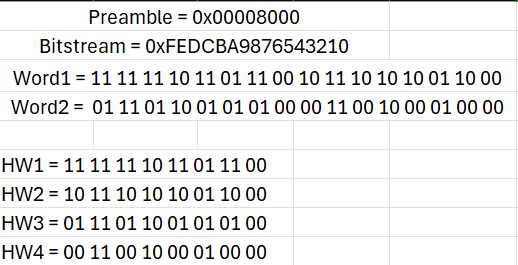 Preamble = 0x00008000
Bitstream = 0xFEDCBA9876543210
Word1 = 11 11 11 10 11 01 11 00 10 11 10 10 10 01 10 00
Word2 = 01 11 01 10 01 01 01 00 00 11 00 10 00 01 00 00
HW1 = 11 11 11 10 11 01 11 00
HW2 = 10 11 10 10 10 01 10 00
HW3 = 01 11 01 10 01 01 01 00
HW4 = 00 11 00 10 00 01 00 00